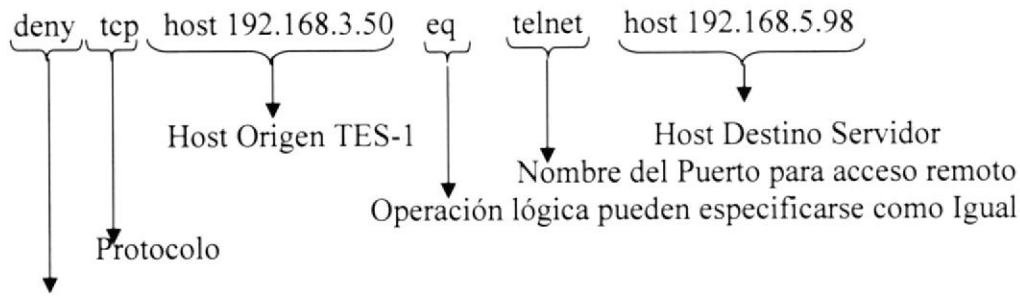 deny tcp host 192.168.3.50 eq telnet host 192.168.5.98
Host Origen TES-1
Host Destino Servidor
Nombre del Puerto para acceso remoto
Operación lógica pueden especificarse como Igual
Protocolo